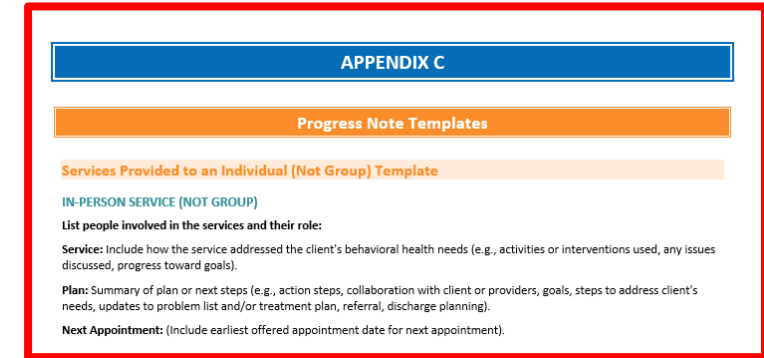 APPENDIX C
Progress Note Templates
Services Provided to an Individual (Not Group) Template
IN-PERSON SERVICE (NOT GROUP)
List people involved in the services and their role:
Service: Include how the service addressed the client's behavioral health needs (e.g., activities or interventions used, any issues
discussed, progress toward goals).
Plan: Summary of plan or next steps (e.g., action steps, collaboration with client or providers, goals, steps to address client's
needs, updates to problem list and/or treatment plan, referral, discharge planning).
Next Appointment: (Include earliest offered appointment date for next appointment).